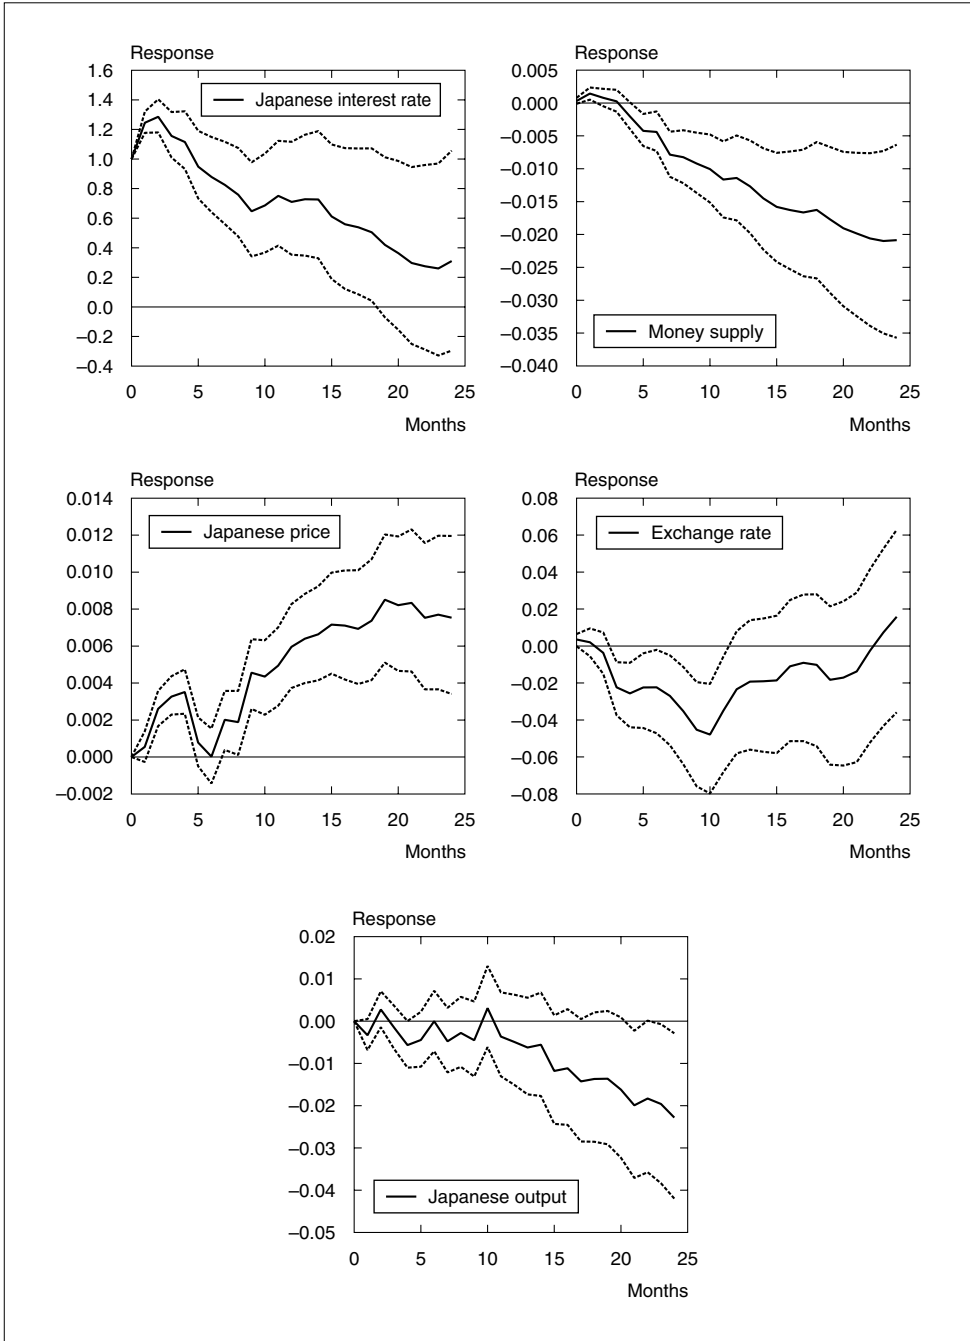 Response
1.6
1.4
1.2
1.0
0.8
0.6
0.4
0.2
0.0
–0.2
–0.4
Japanese interest rate
0 5 10 15 20 25
Months
Response
0.005
0.000
–0.005
–0.010
–0.015
–0.020
–0.025
–0.030
–0.035
–0.040
Money supply
0 5 10 15 20 25
Months
Response
0.014
0.012
0.010
0.008
0.006
0.004
0.002
0.000
–0.002
Japanese price
0 5 10 15 20 25
Months
Response
0.08
0.06
0.04
0.02
0.00
–0.02
–0.04
–0.06
–0.08
Exchange rate
0 5 10 15 20 25
Months
Response
0.02
0.01
0.00
–0.01
–0.02
–0.03
–0.04
–0.05
Japanese output
0 5 10 15 20 25
Months